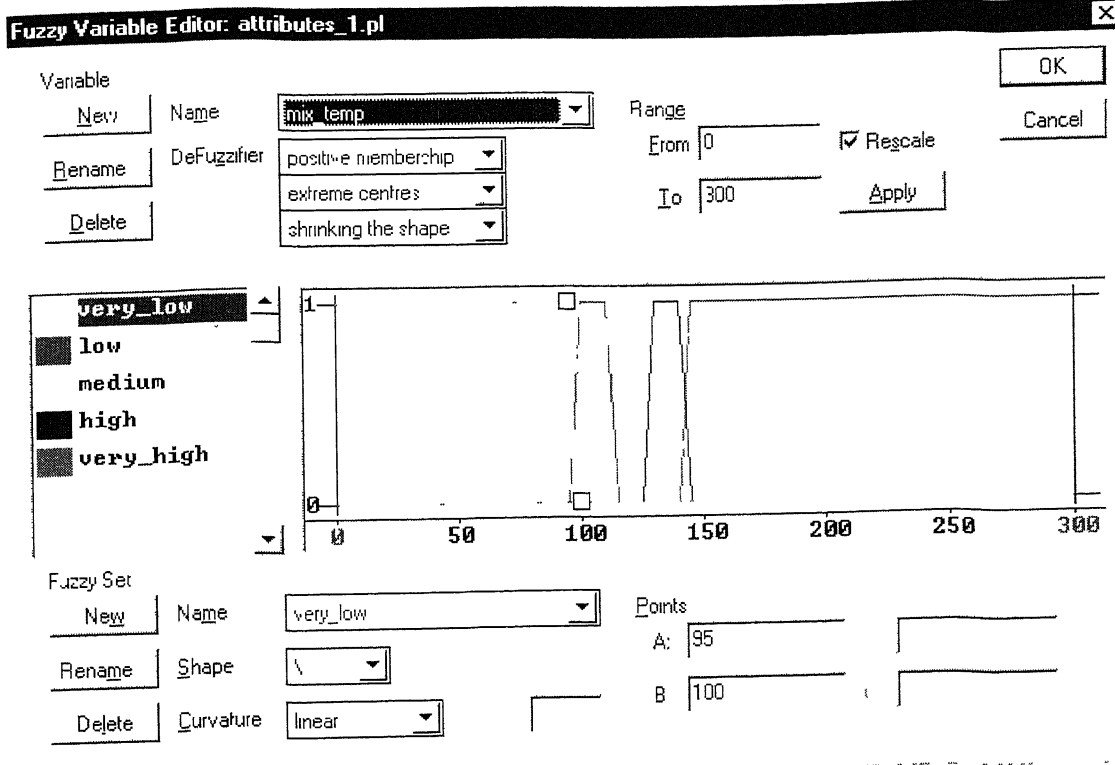 Fuzzy Variable Editor: attributes_1.pl
Variable
New
Name
mix_temp
Range
From
0
Rescale
OK
Cancel
Rename
DeFuzzifier
positive membership
extreme centres
To
300
Apply
Delete
shrinking the shape
very_low
low
medium
high
very_high
1
0
0 50 100 150 200 250 300
Fuzzy Set
New
Name
very_low
Points
A:
95
Rename
Shape
\
B
100
Delete
Curvature
linear